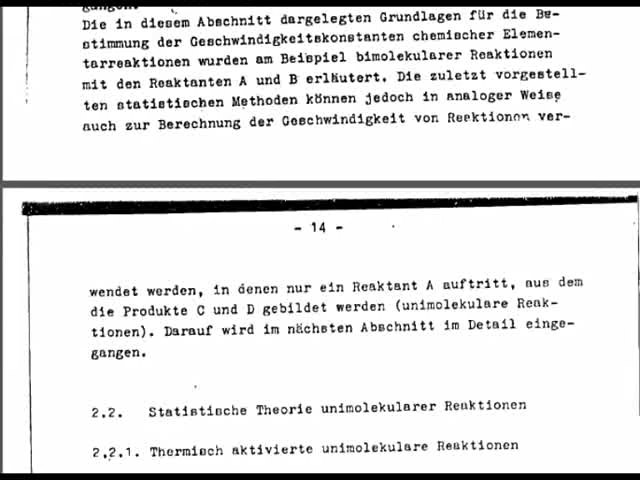 gangen.
Die in diesem Abschnitt dargelegten Grundlagen für die Be-
stimmung der Geschwindigkeitskonstanten chemischer Elemen-
tarreaktionen wurden am Beispiel bimolekularer Reaktionen
mit den Reaktanten A und B erläutert. Die zuletzt vorgestell-
ten statistischen Methoden können jedoch in analoger Weise
auch zur Berechnung der Geschwindigkeit von Reaktionen ver-
- 14 -
wendet werden, in denen nur ein Reaktant A auftritt, aus dem
die Produkte C und D gebildet werden (unimolekulare Reak-
tionen). Darauf wird im nächsten Abschnitt im Detail einge-
gangen.
2.2. Statistische Theorie unimolekularer Reaktionen
2.2.1. Thermisch aktivierte unimolekulare Reaktionen